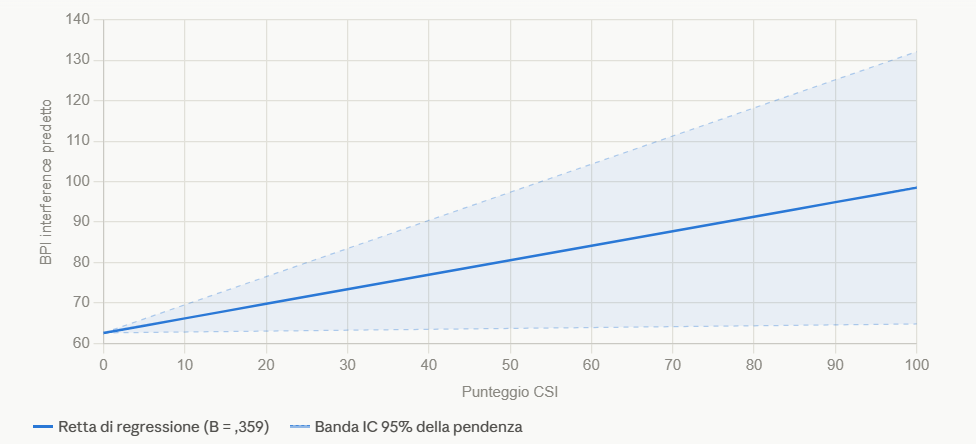 140
130
120
110
100
90
80
70
60
BPI interference predetto
0 10 20 30 40 50 60 70 80 90 100
Punteggio CSI
Retta di regressione (B = ,359) Banda IC 95% della pendenza